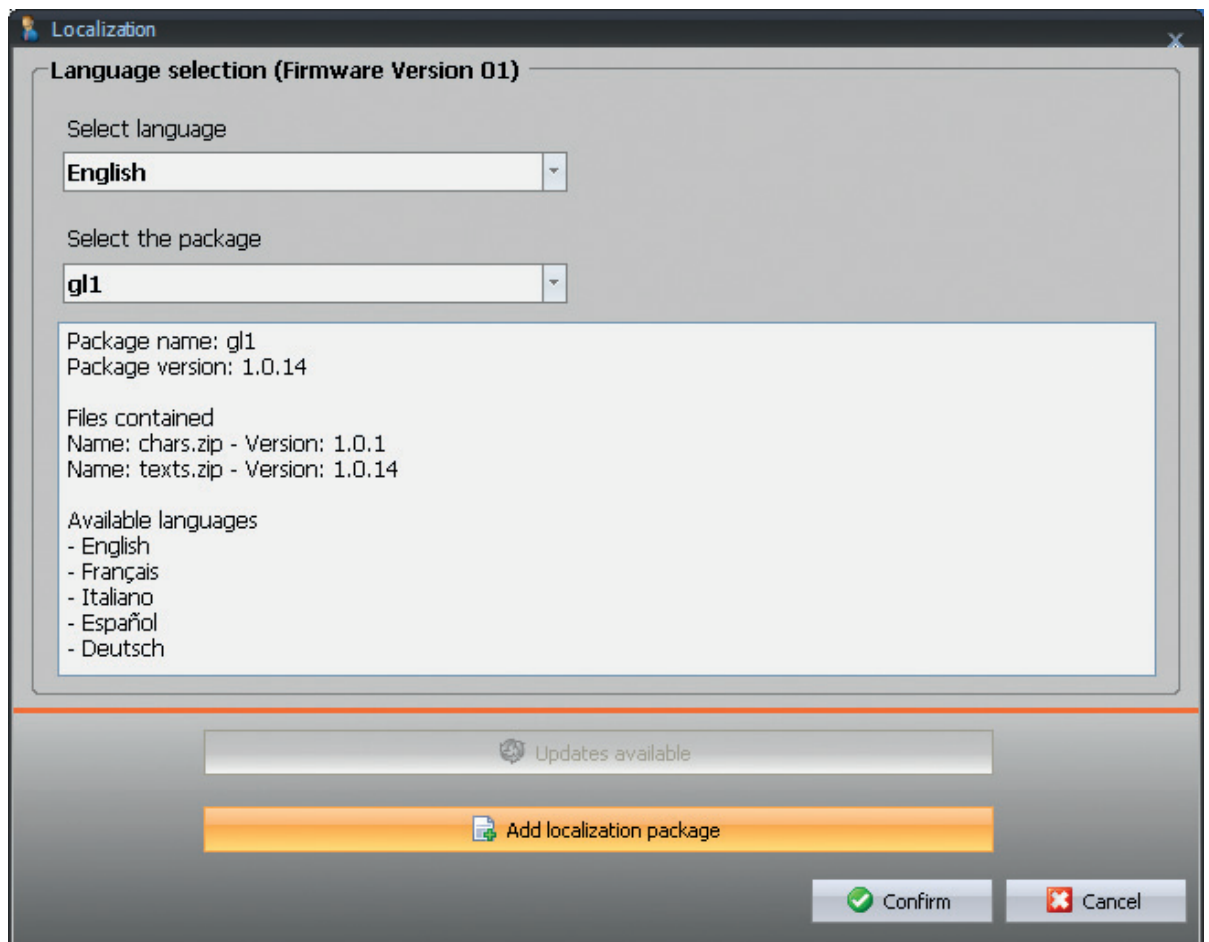 Localization
Language selection (Firmware Version 01)
Select language
English
Select the package
gl1
Package name: gl1
Package version: 1.0.14
Files contained
Name: chars.zip - Version: 1.0.1
Name: texts.zip - Version: 1.0.14
Available languages
- English
- Français
- Italiano
- Español
- Deutsch
Updates available
Add localization package
Confirm
Cancel